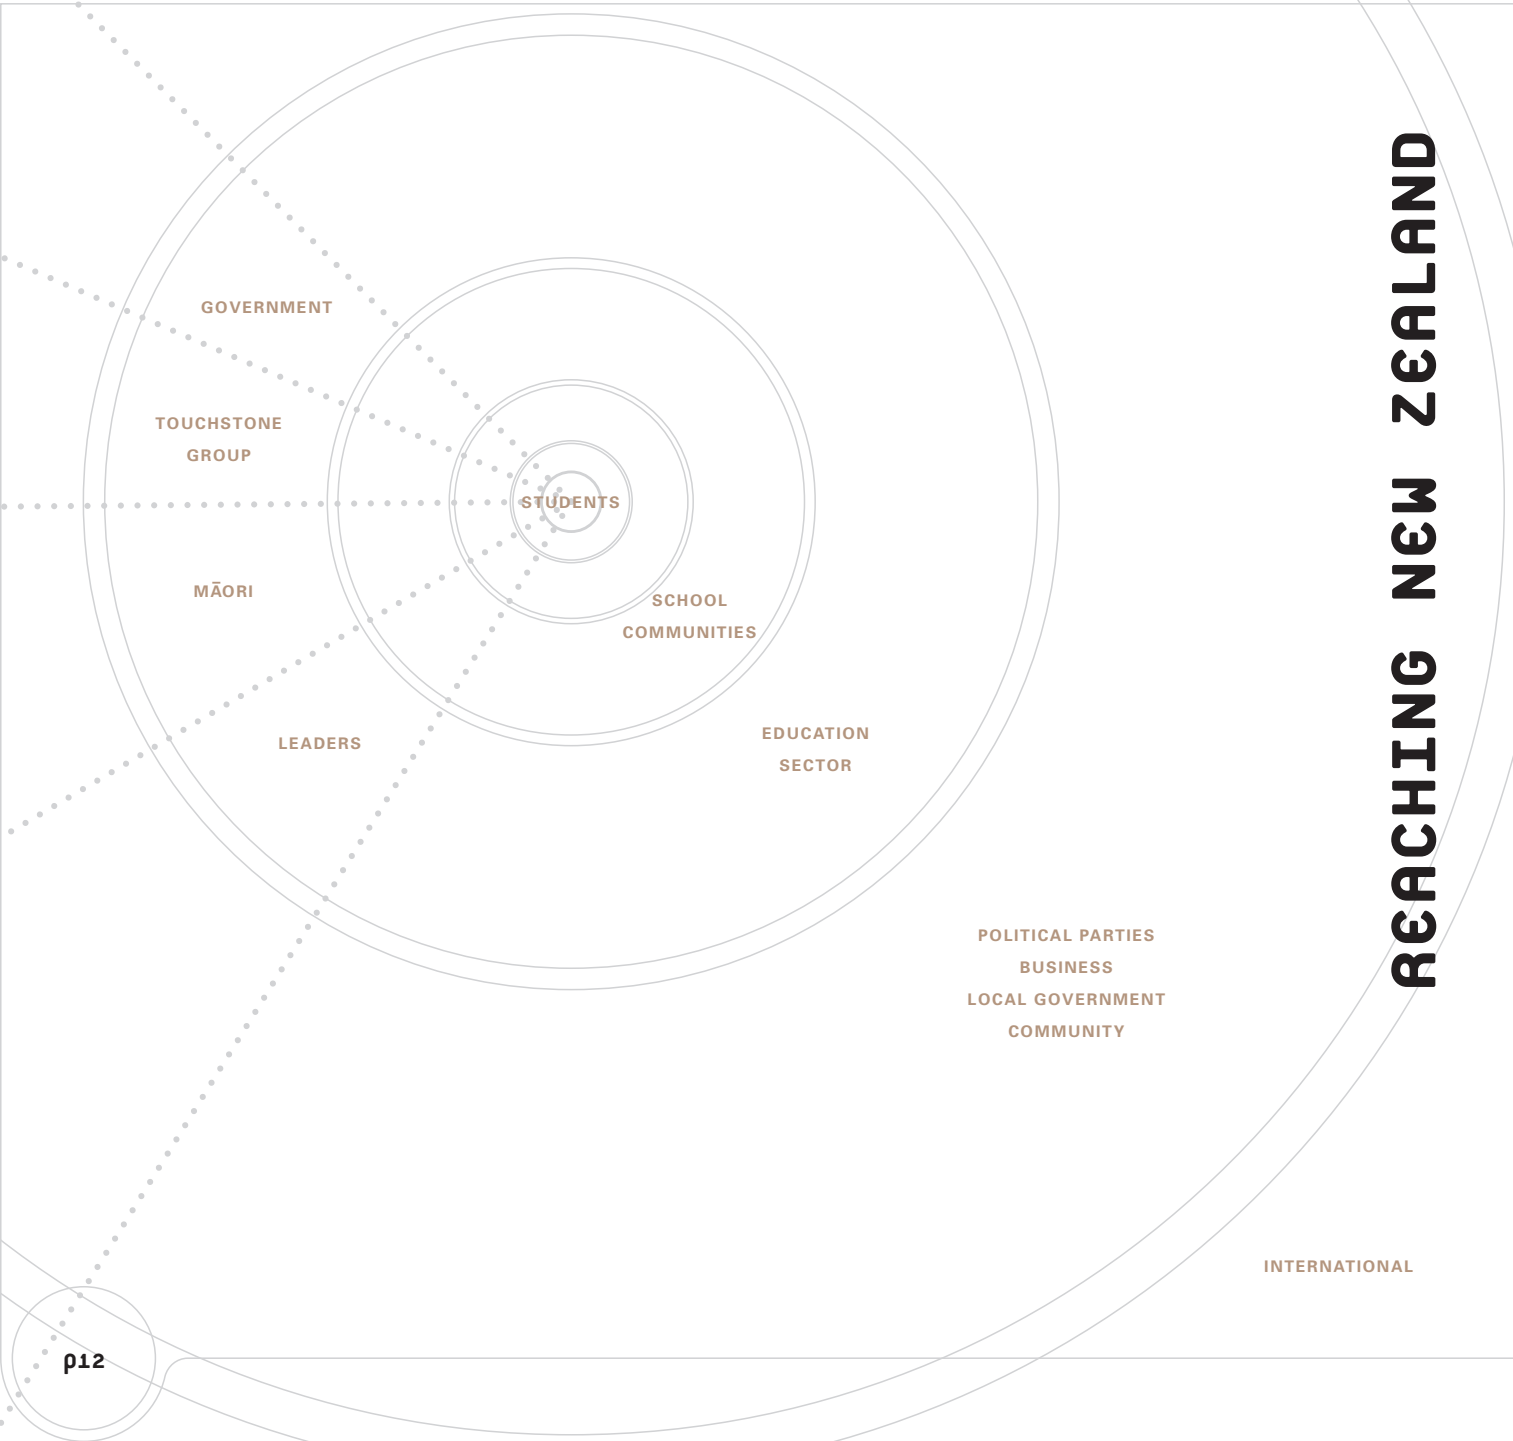 REACHING NEW ZEALAND
GOVERNMENT
TOUCHSTONE
GROUP
STUDENTS
MĀORI
SCHOOL
COMMUNITIES
LEADERS
EDUCATION
SECTOR
POLITICAL PARTIES
BUSINESS
LOCAL GOVERNMENT
COMMUNITY
INTERNATIONAL
p12